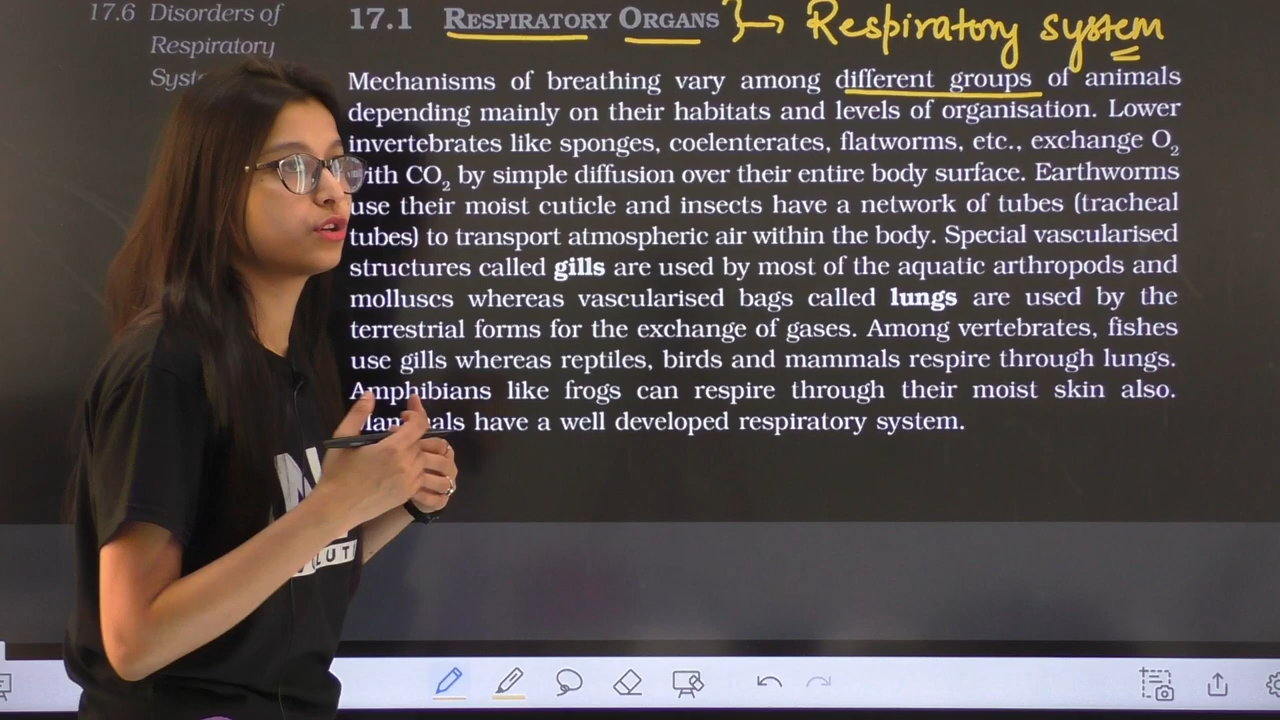 17.6 Disorders of
Respiratory
17.1 RESPIRATORY ORGANS } → Respiratory system
Mechanisms of breathing vary among different groups of animals
depending mainly on their habitats and levels of organisation. Lower
invertebrates like sponges, coelenterates, flatworms, etc., exchange O₂
with CO₂ by simple diffusion over their entire body surface. Earthworms
use their moist cuticle and insects have a network of tubes (tracheal
tubes) to transport atmospheric air within the body. Special vascularised
structures called gills are used by most of the aquatic arthropods and
molluscs whereas vascularised bags called lungs are used by the
terrestrial forms for the exchange of gases. Among vertebrates, fishes
use gills whereas reptiles, birds and mammals respire through lungs.
Amphibians like frogs can respire through their moist skin also.
Mammals have a well developed respiratory system.